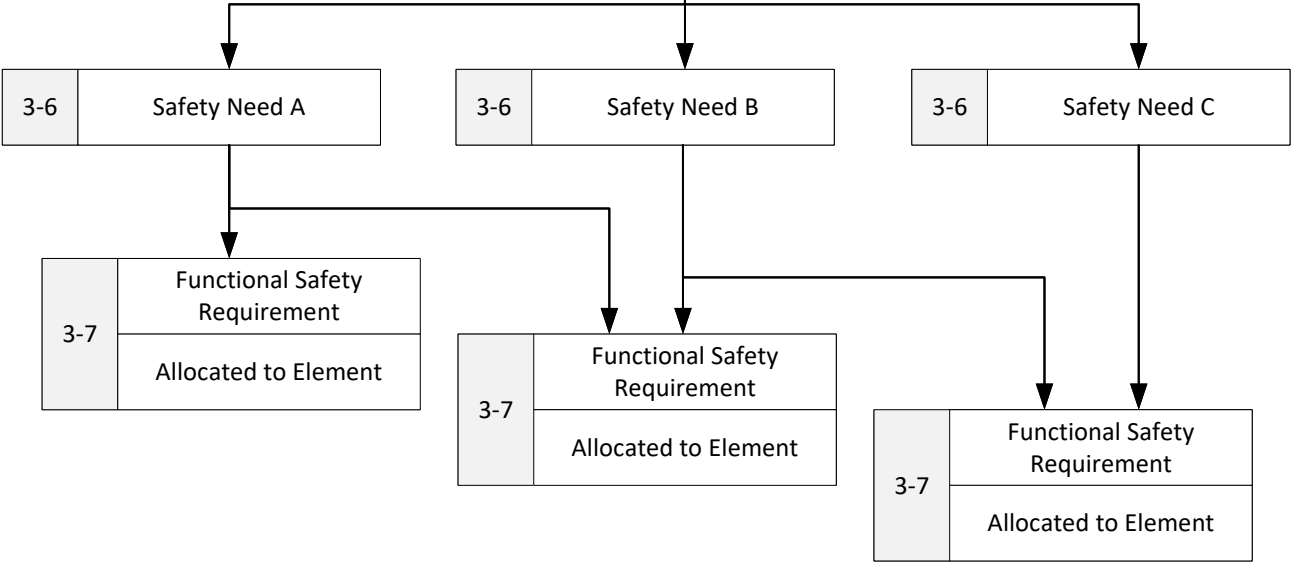 3-6
Safety Need A
3-6
Safety Need B
3-6
Safety Need C
3-7
Functional Safety
Requirement
Allocated to Element
3-7
Functional Safety
Requirement
Allocated to Element
3-7
Functional Safety
Requirement
Allocated to Element